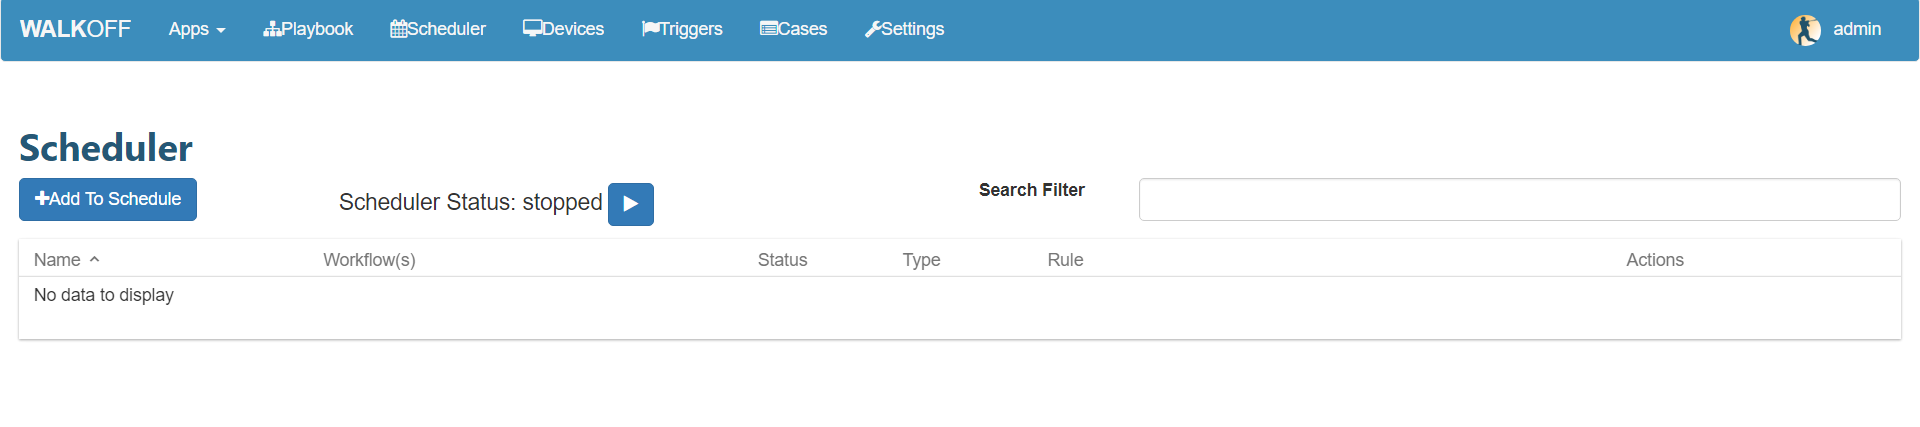 WALKOFF Apps Playbook Scheduler Devices Triggers Cases Settings admin
Scheduler
Add To Schedule Scheduler Status: stopped Search Filter
Name Workflow(s) Status Type Rule Actions
No data to display